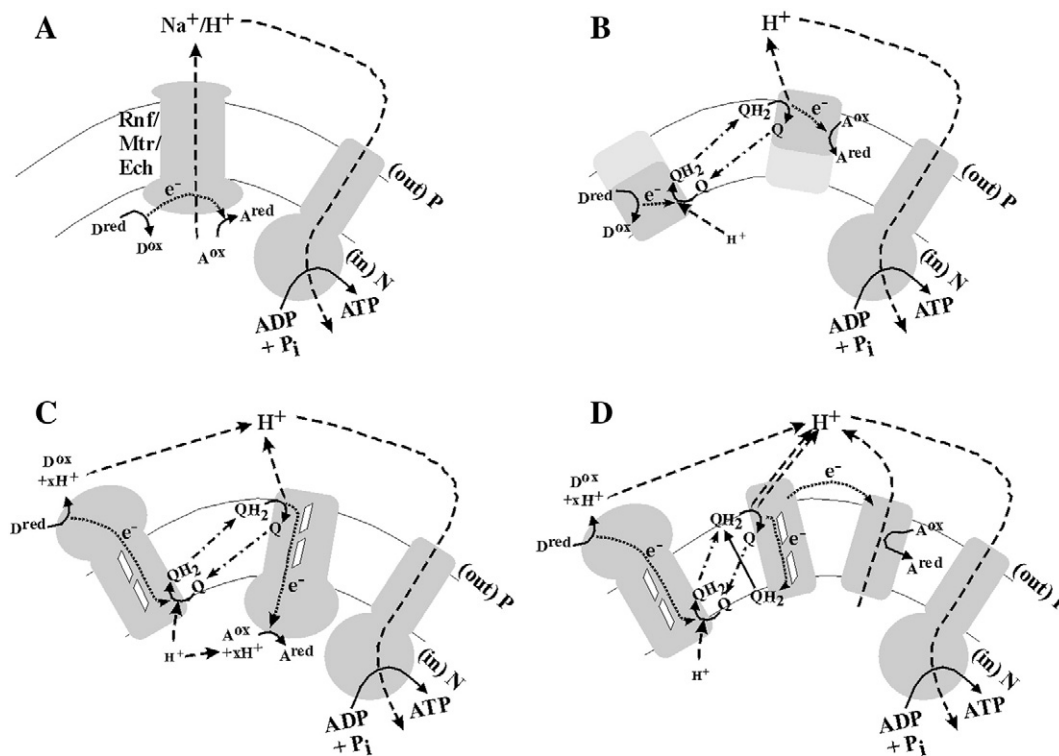 A
Na⁺/H⁺
Rnf/
Mtr/
Ech
e⁻
Dred
Dox
Aox
Ared
(out) P
(in) N
ADP
+ Pi
ATP
B
H⁺
QH2
e⁻
Q
Aox
Ared
QH2
Q
Dred
e⁻
Dox
H⁺
(out) P
(in) N
ADP
+ Pi
ATP
C
H⁺
Dox
+xH⁺
Dred
e⁻
QH2
Q
QH2
Q
e⁻
H⁺
Aox
+xH⁺
Ared
(out) P
(in) N
ADP
+ Pi
ATP
D
H⁺
Dox
+xH⁺
Dred
e⁻
e⁻
QH2
Q
e⁻
QH2
Q
QH2
Aox
Ared
H⁺
(out) P
(in) N
ADP
+ Pi
ATP